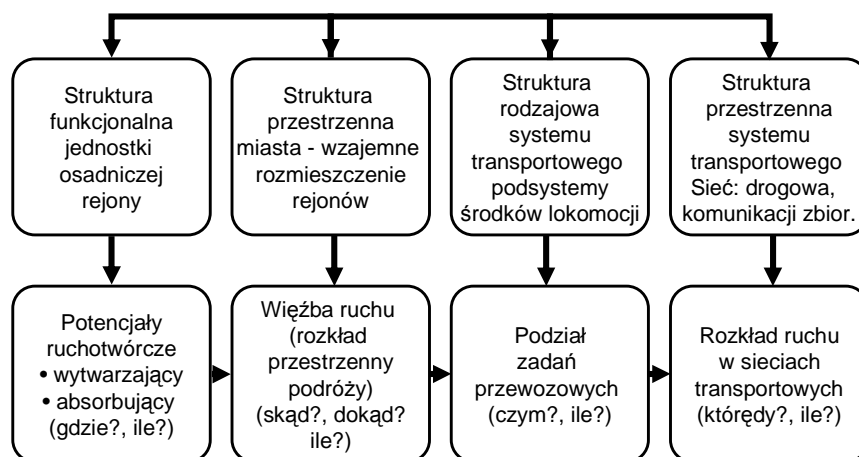 Struktura
funkcjonalna
jednostki
osadniczej
rejony
Struktura
przestrzenna
miasta - wzajemne
rozmieszczenie
rejonów
Struktura
rodzajowa
systemu
transportowego
podsystemy
środków lokomocji
Struktura
przestrzenna
systemu
transportowego
Sieć: drogowa,
komunikacji zbior.
Potencjały
ruchotwórcze
• wytwarzający
• absorbujący
(gdzie?, ile?)
Więźba ruchu
(rozkład
przestrzenny
podróży)
(skąd?, dokąd?
ile?)
Podział
zadań
przewozowych
(czym?, ile?)
Rozkład ruchu
w sieciach
transportowych
(którędy?, ile?)